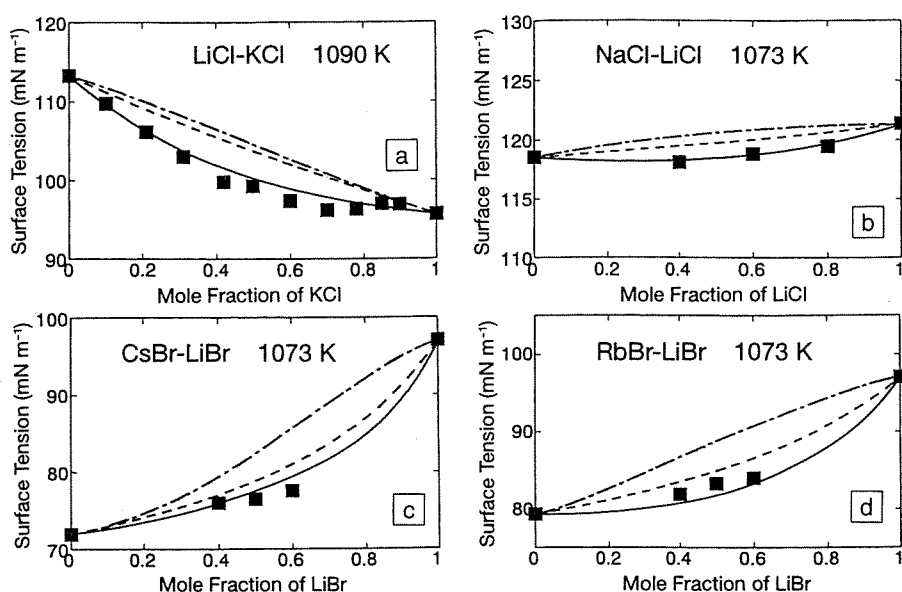 120
110
100
90
Surface Tension (mN m⁻¹)
LiCl-KCl 1090 K
a
0 0.2 0.4 0.6 0.8 1
Mole Fraction of KCl
130
125
120
115
110
Surface Tension (mN m⁻¹)
NaCl-LiCl 1073 K
b
0 0.2 0.4 0.6 0.8 1
Mole Fraction of LiCl
100
90
80
70
Surface Tension (mN m⁻¹)
CsBr-LiBr 1073 K
c
0 0.2 0.4 0.6 0.8 1
Mole Fraction of LiBr
100
90
80
Surface Tension (mN m⁻¹)
RbBr-LiBr 1073 K
d
0 0.2 0.4 0.6 0.8 1
Mole Fraction of LiBr